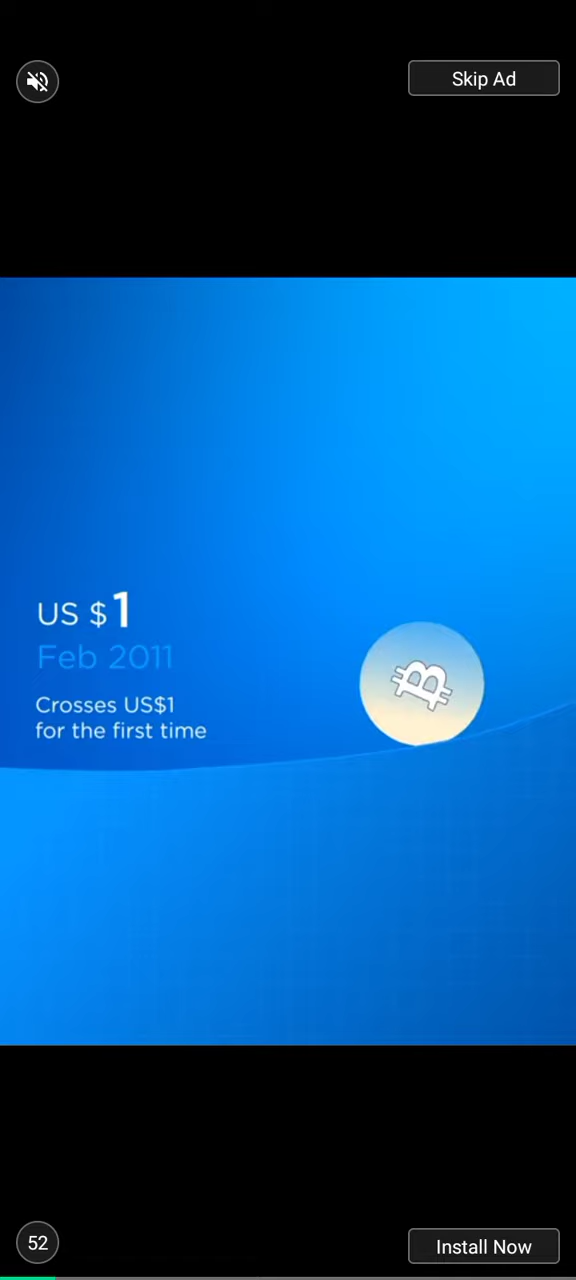 Skip Ad
US $1
Feb 2011
Crosses US$1
for the first time
52
Install Now